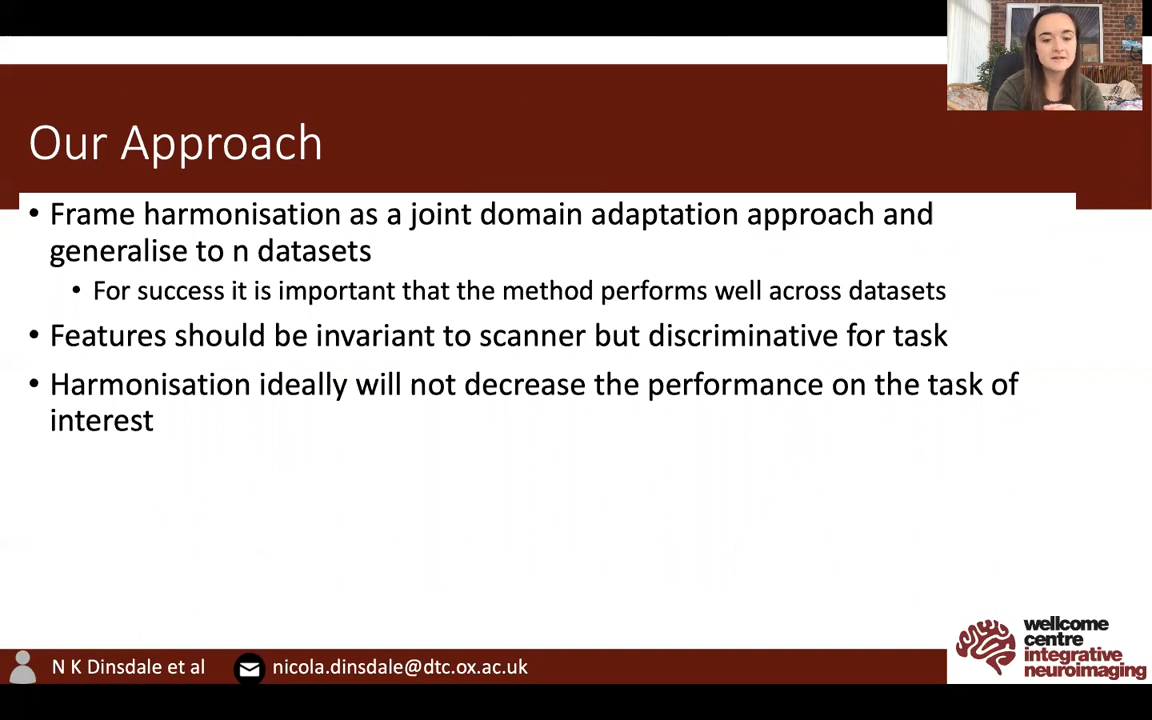 Our Approach
• Frame harmonisation as a joint domain adaptation approach and
generalise to n datasets
• For success it is important that the method performs well across datasets
• Features should be invariant to scanner but discriminative for task
• Harmonisation ideally will not decrease the performance on the task of
interest
N K Dinsdale et al
nicola.dinsdale@dtc.ox.ac.uk
wellcome
centre
integrative
neuroimaging